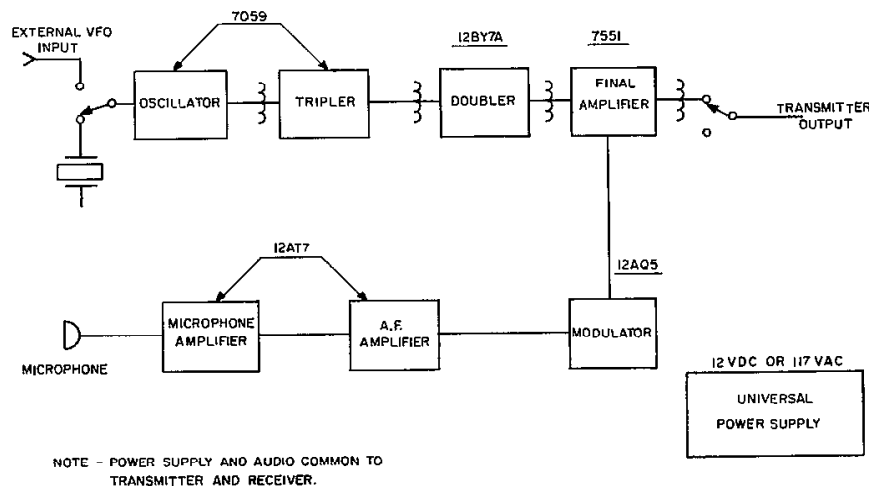 EXTERNAL VFO
INPUT
7059
12BY7A
7551
OSCILLATOR
TRIPLER
DOUBLER
FINAL
AMPLIFIER
TRANSMITTER
OUTPUT
12AT7
12AQ5
MICROPHONE
AMPLIFIER
A.F.
AMPLIFIER
MODULATOR
MICROPHONE
12 VDC OR 117 VAC
UNIVERSAL
POWER SUPPLY
NOTE - POWER SUPPLY AND AUDIO COMMON TO
TRANSMITTER AND RECEIVER.